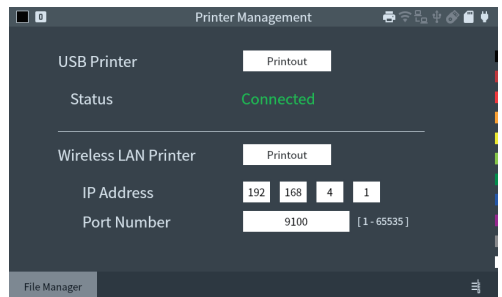 D Printer Management
USB Printer Printout
Status Connected
Wireless LAN Printer Printout
IP Address 192 168 4 1
Port Number 9100 [ 1 - 65535 ]
File Manager